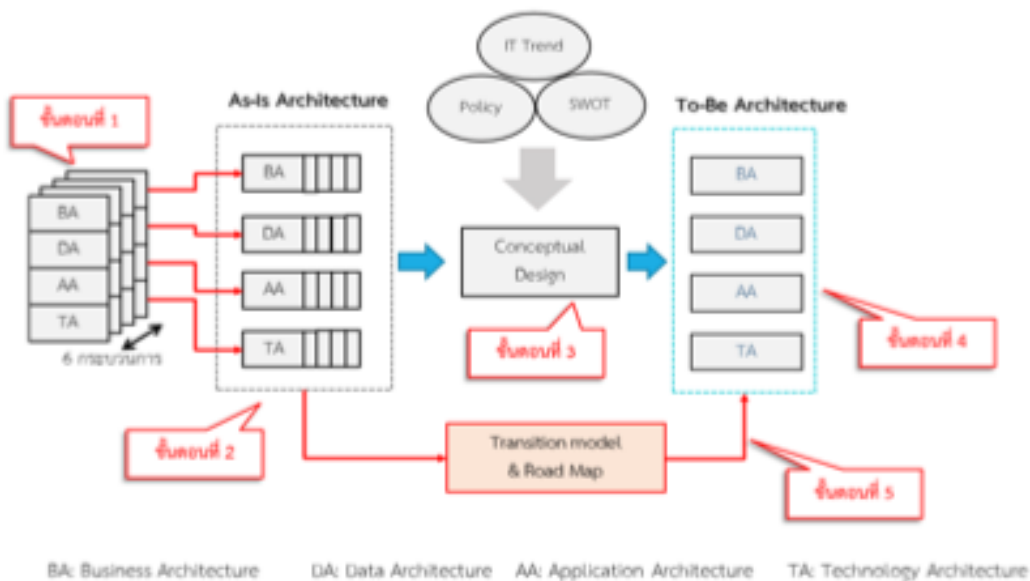 IT Trend
Policy
SWOT
As-Is Architecture
To-Be Architecture
ขั้นตอนที่ 1
BA
DA
AA
TA
6 กระบวนการ
BA
DA
AA
TA
ขั้นตอนที่ 2
Conceptual
Design
ขั้นตอนที่ 3
BA
DA
AA
TA
ขั้นตอนที่ 4
Transition model
& Road Map
ขั้นตอนที่ 5
BA: Business Architecture DA: Data Architecture AA: Application Architecture TA: Technology Architecture